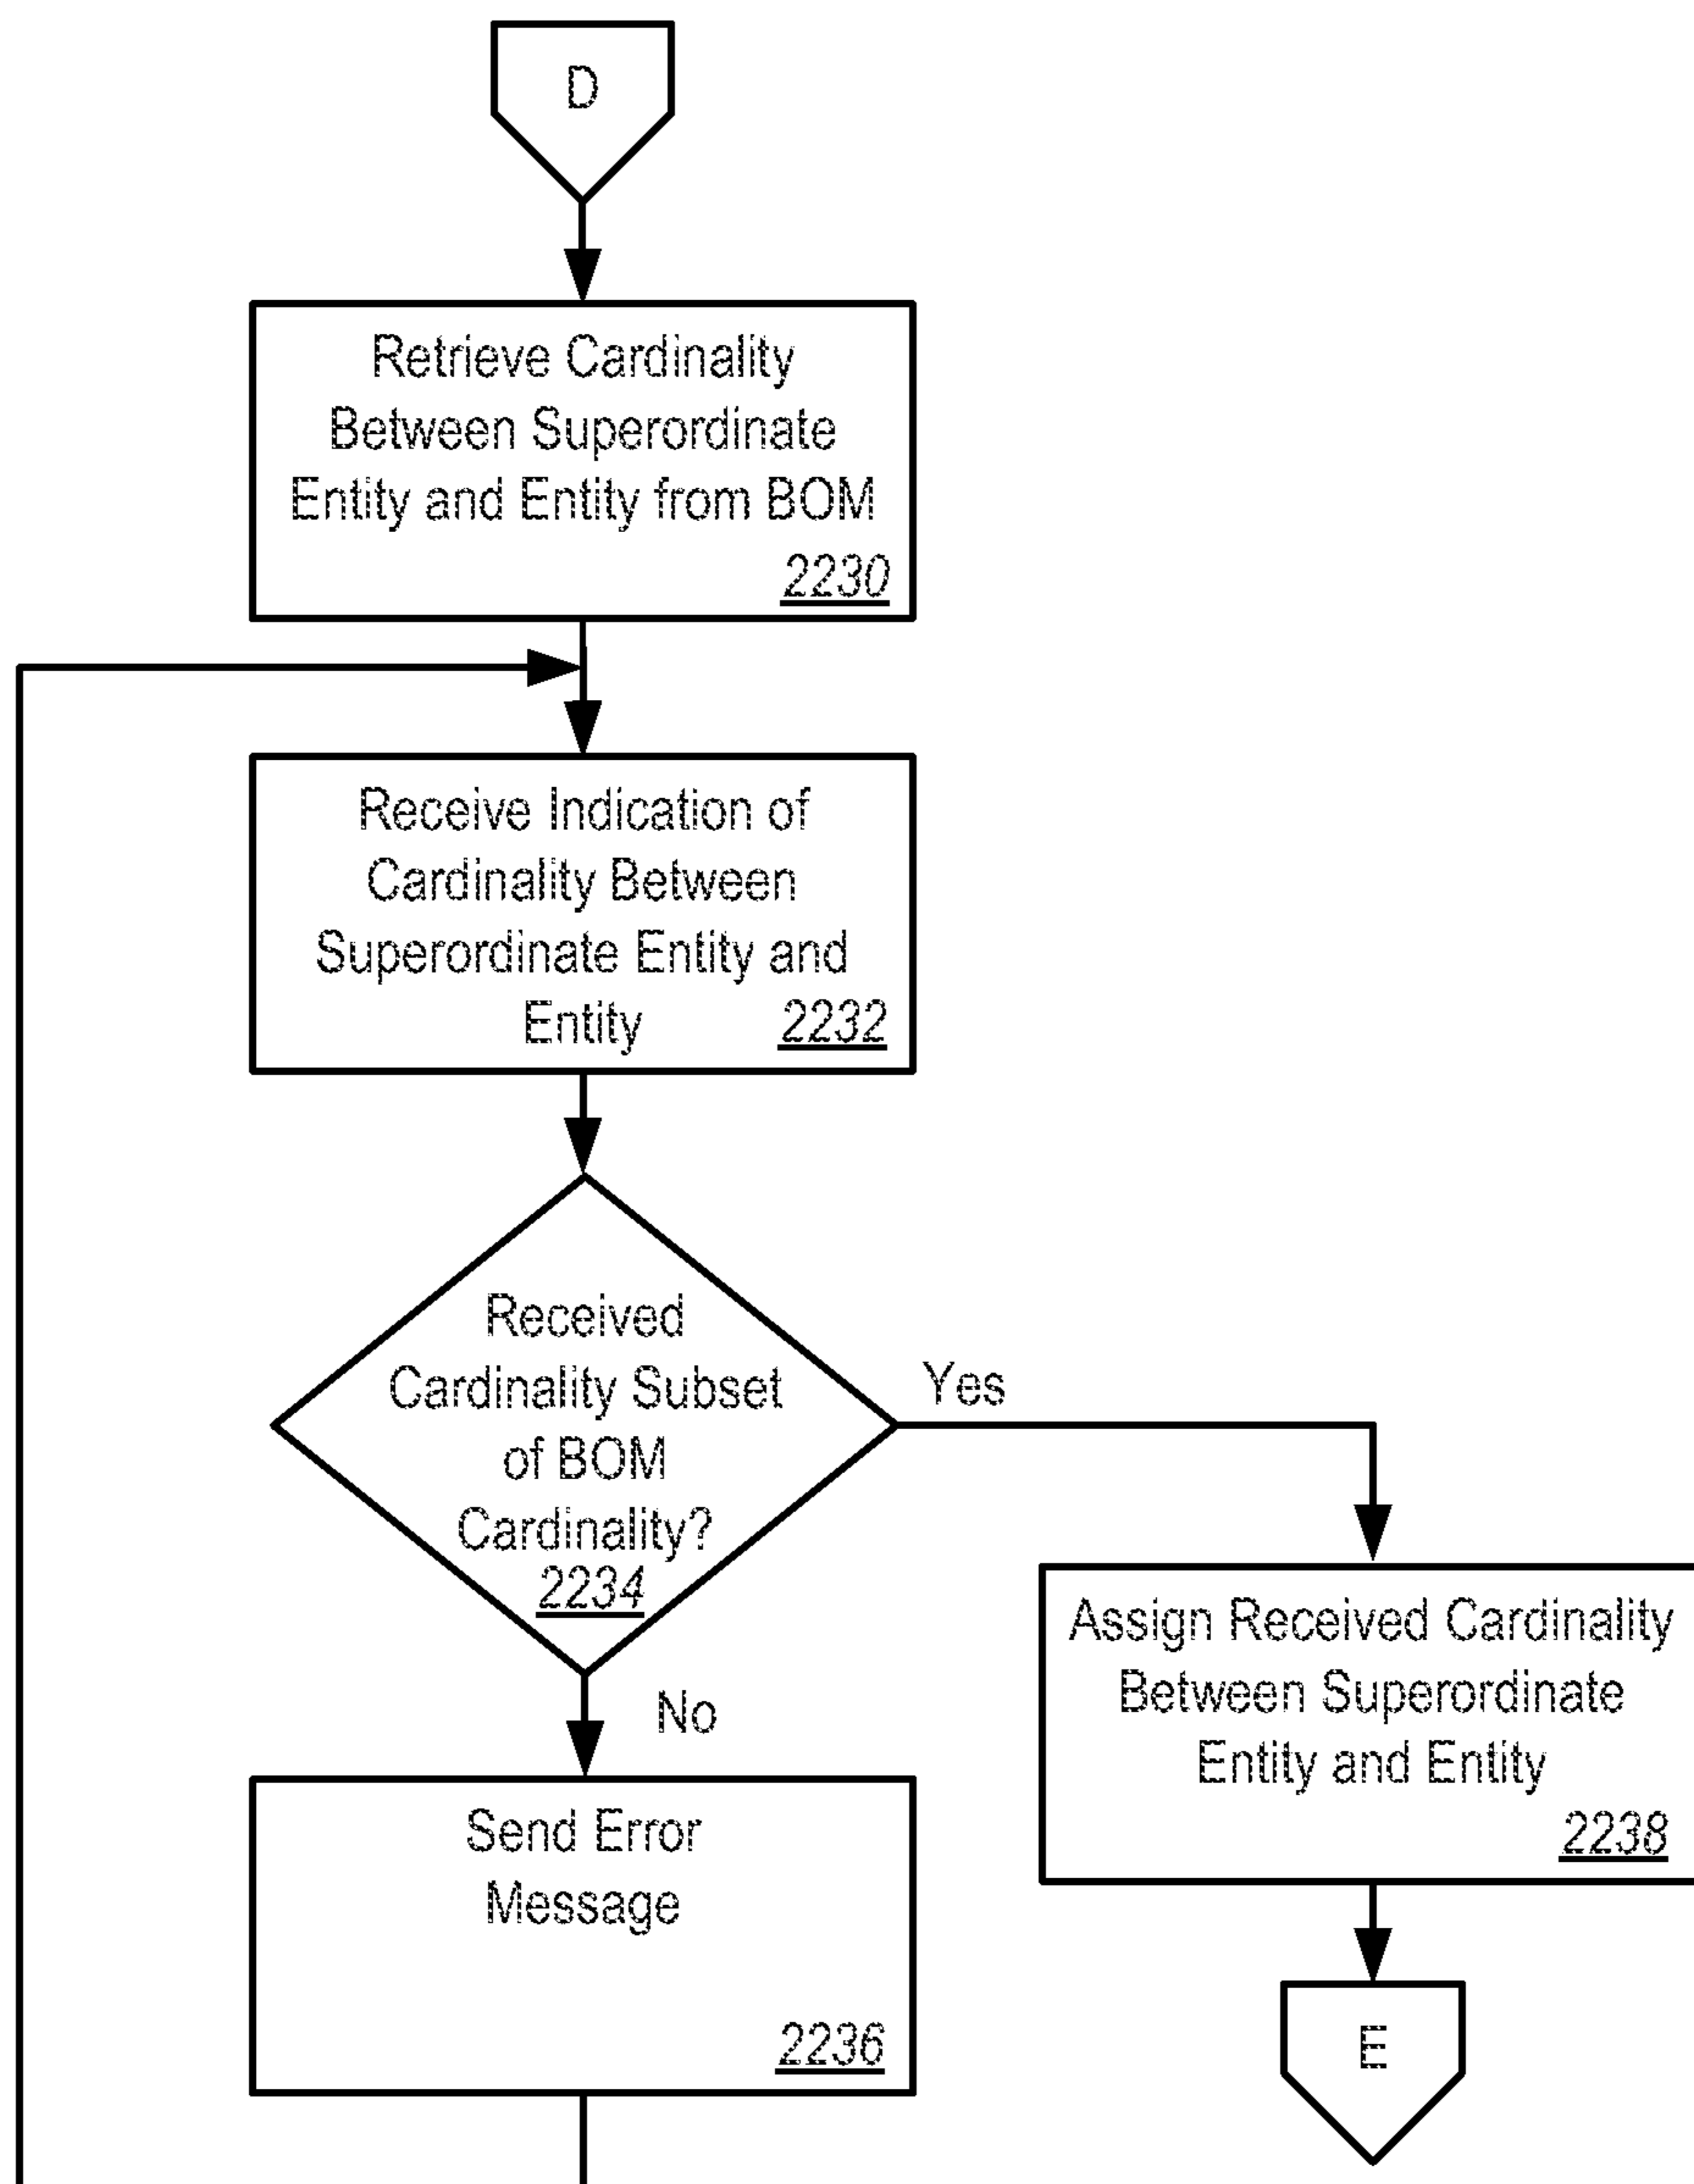 D
Retrieve Cardinality
Between Superordinate
Entity and Entity from BOM
2230
Receive Indication of
Cardinality Between
Superordinate Entity and
Entity 2232
Received
Cardinality Subset
of BOM
Cardinality?
2234
Yes
No
Send Error
Message
2236
Assign Received Cardinality
Between Superordinate
Entity and Entity
2238
E